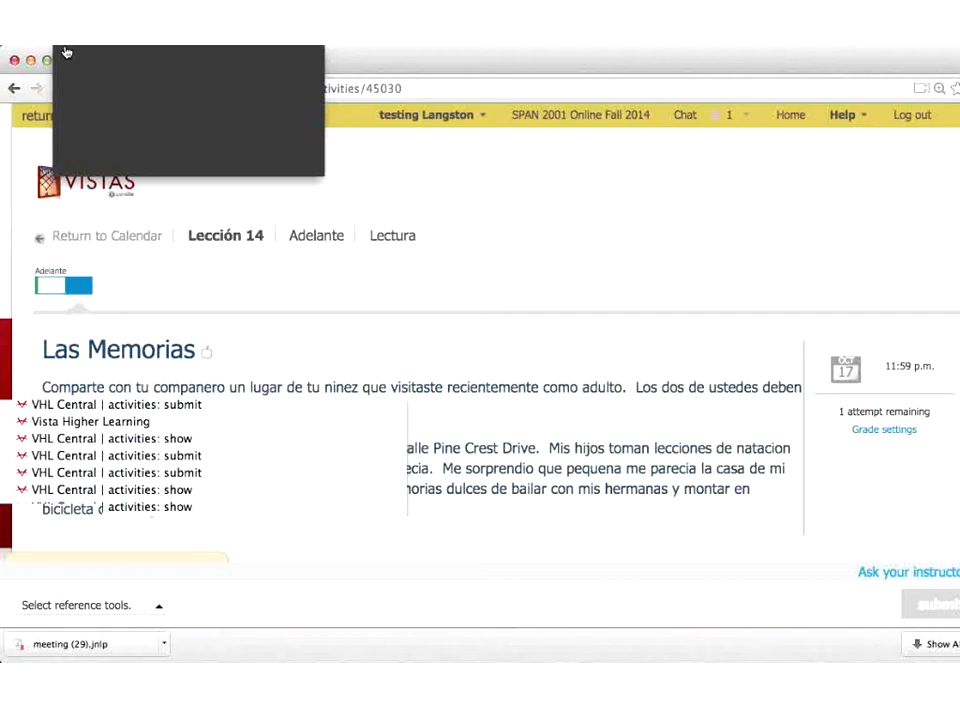 tivities/45030
return
testing Langston
SPAN 2001 Online Fall 2014
Chat
1
Home
Help
Log out
VISTAS
Return to Calendar
Lección 14
Adelante
Lectura
Adelante
Las Memorias
OCT
17
11:59 p.m.
Comparte con tu companero un lugar de tu ninez que visitaste recientemente como adulto. Los dos de ustedes deben
1 attempt remaining
Grade settings
VHL Central | activities: submit
Vista Higher Learning
VHL Central | activities: show
VHL Central | activities: submit
VHL Central | activities: submit
VHL Central | activities: show
activities: show
alle Pine Crest Drive. Mis hijos toman lecciones de natacion
ecia. Me sorprendio que pequena me parecia la casa de mi
norias dulces de bailar con mis hermanas y montar en
bicicleta
Ask your instructo
Select reference tools.
submi
meeting (29).jnlp
Show Al